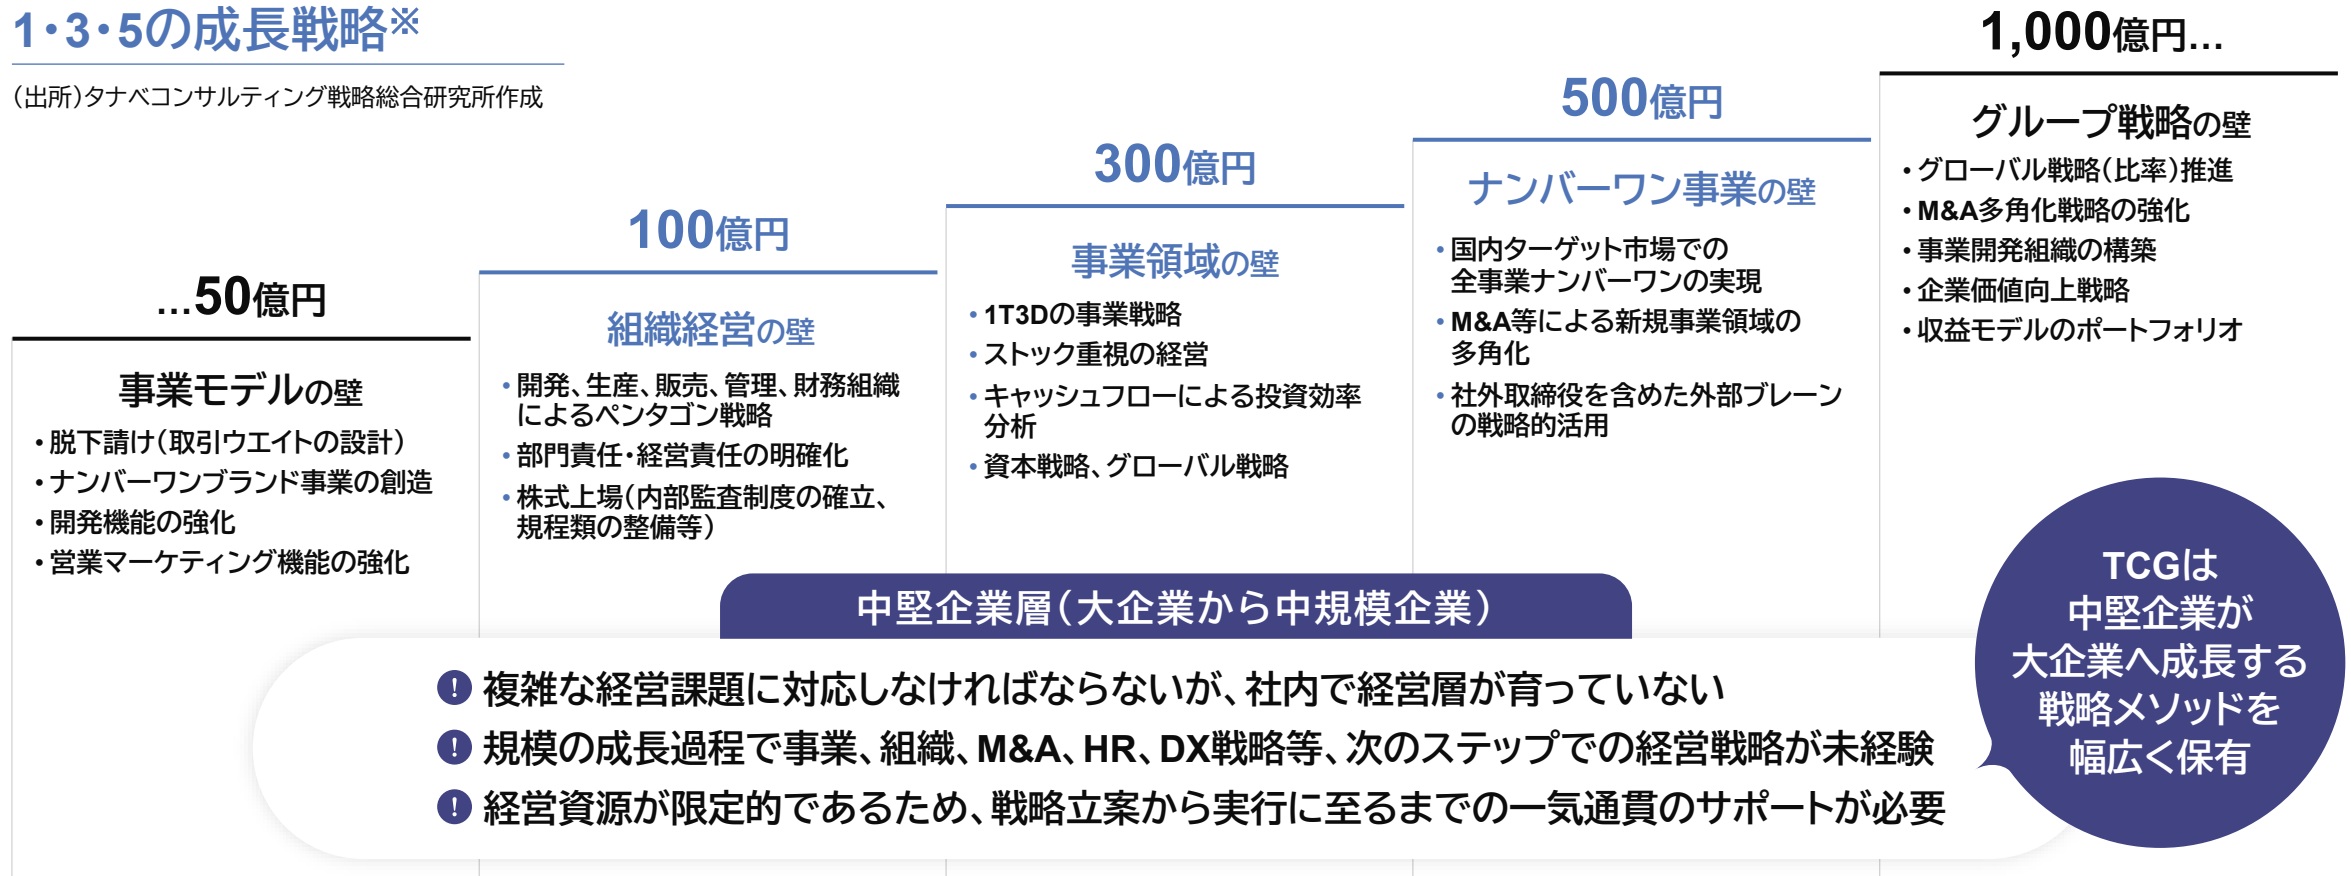 1・3・5の成長戦略※
（出所）タナベコンサルティング戦略総合研究所作成
…50億円
事業モデルの壁
・脱下請け（取引ウエイトの設計）
・ナンバーワンブランド事業の創造
・開発機能の強化
・営業マーケティング機能の強化
100億円
組織経営の壁
・開発、生産、販売、管理、財務組織
によるペンタゴン戦略
・部門責任・経営責任の明確化
・株式上場（内部監査制度の確立、
規程類の整備等）
300億円
事業領域の壁
・1T3Dの事業戦略
・ストック重視の経営
・キャッシュフローによる投資効率
分析
・資本戦略、グローバル戦略
500億円
ナンバーワン事業の壁
・国内ターゲット市場での
全事業ナンバーワンの実現
・M&A等による新規事業領域の
多角化
・社外取締役を含めた外部ブレーン
の戦略的活用
1,000億円…
グループ戦略の壁
・グローバル戦略（比率）推進
・M&A多角化戦略の強化
・事業開発組織の構築
・企業価値向上戦略
・収益モデルのポートフォリオ
中堅企業層（大企業から中規模企業）
! 複雑な経営課題に対応しなければならないが、社内で経営層が育っていない
! 規模の成長過程で事業、組織、M&A、HR、DX戦略等、次のステップでの経営戦略が未経験
! 経営資源が限定的であるため、戦略立案から実行に至るまでの一気通貫のサポートが必要
TCGは
中堅企業が
大企業へ成長する
戦略メソッドを
幅広く保有